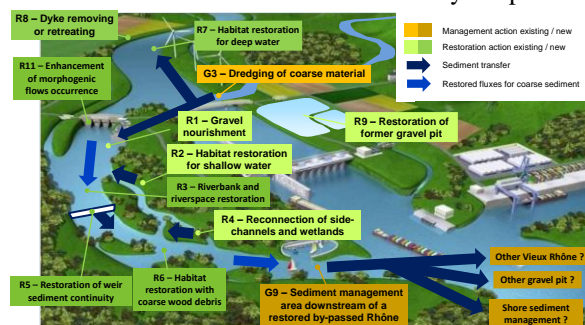 R8 – Dyke removing
or retreating
R7 - Habitat restoration
for deep water
R11 – Enhancement
of morphogenic
flows occurrence
G3 – Dredging of coarse material
R1 – Gravel
nourishment
R9 – Restoration of
former gravel pit
R2 – Habitat restoration
for shallow water
R3 – Riverbank and
riverspace restoration
R4 – Reconnection of side-
channels and wetlands
R5 – Restoration of weir
sediment continuity
R6 – Habitat
restoration with
coarse wood debris
G9 – Sediment management
area downstream of a
restored by-passed Rhône
Other Vieux Rhône ?
Other gravel pit ?
Shore sediment
management ?
Management action existing / new
Restoration action existing / new
Sediment transfer
Restored fluxes for coarse sediment